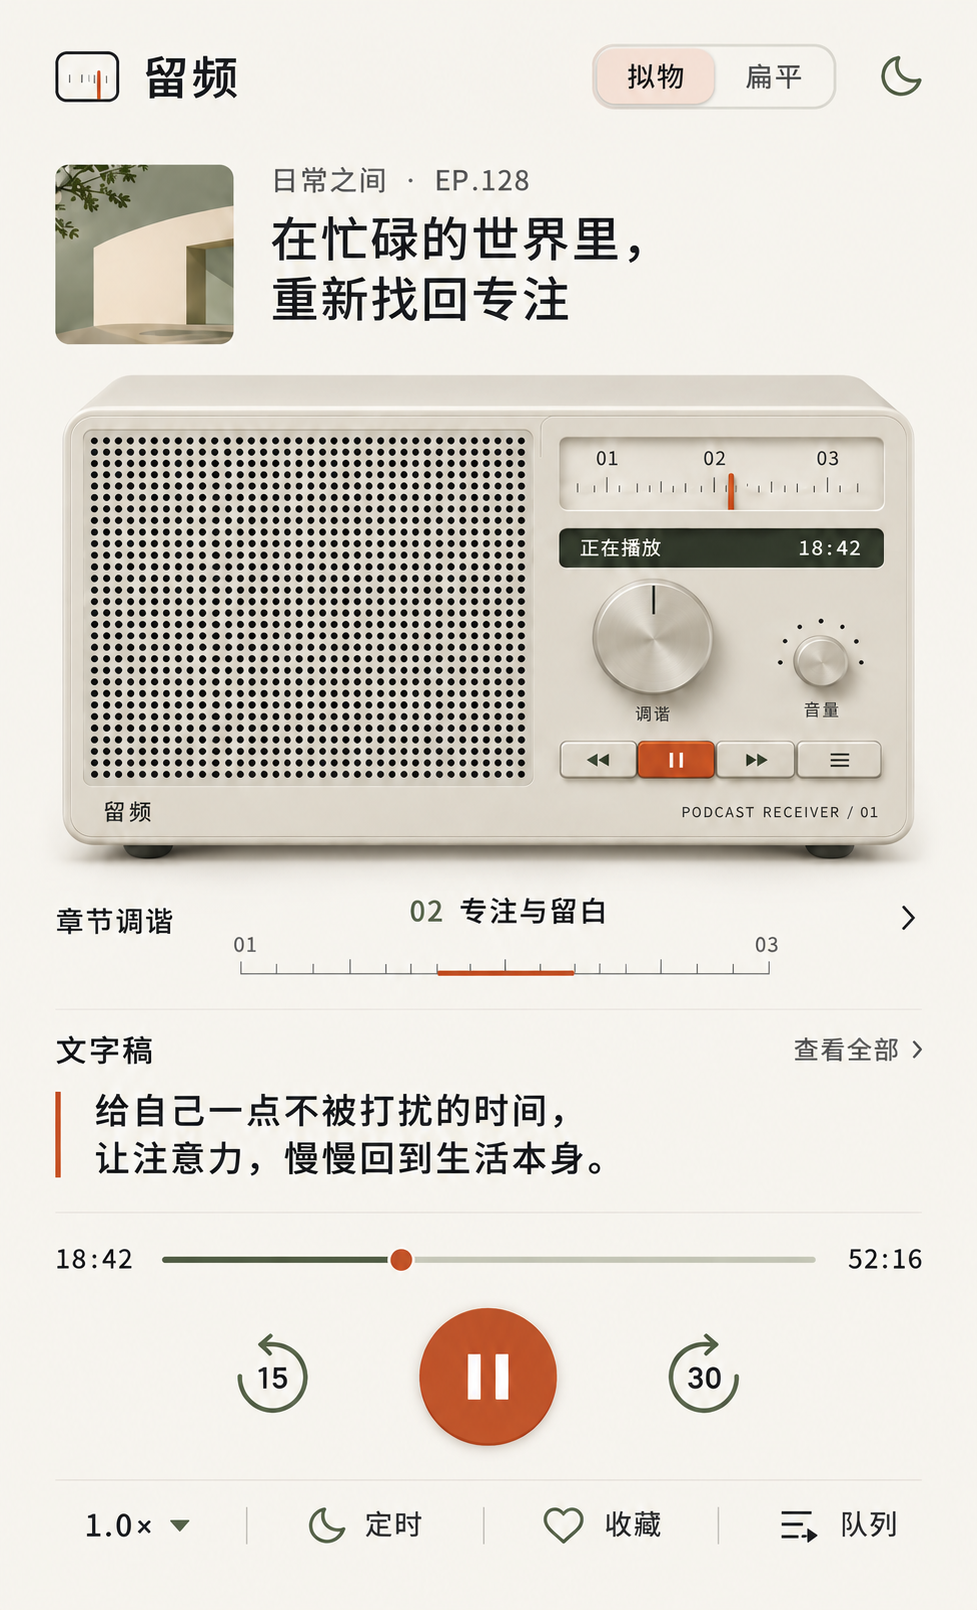 留频
拟物 扁平
日常之间 · EP.128
在忙碌的世界里，
重新找回专注
01 02 03
正在播放 18:42
调谐 音量
留频 PODCAST RECEIVER / 01
章节调谐 02 专注与留白
01 03
文字稿 查看全部
给自己一点不被打扰的时间，
让注意力，慢慢回到生活本身。
18:42 52:16
15 30
1.0× 定时 收藏 队列